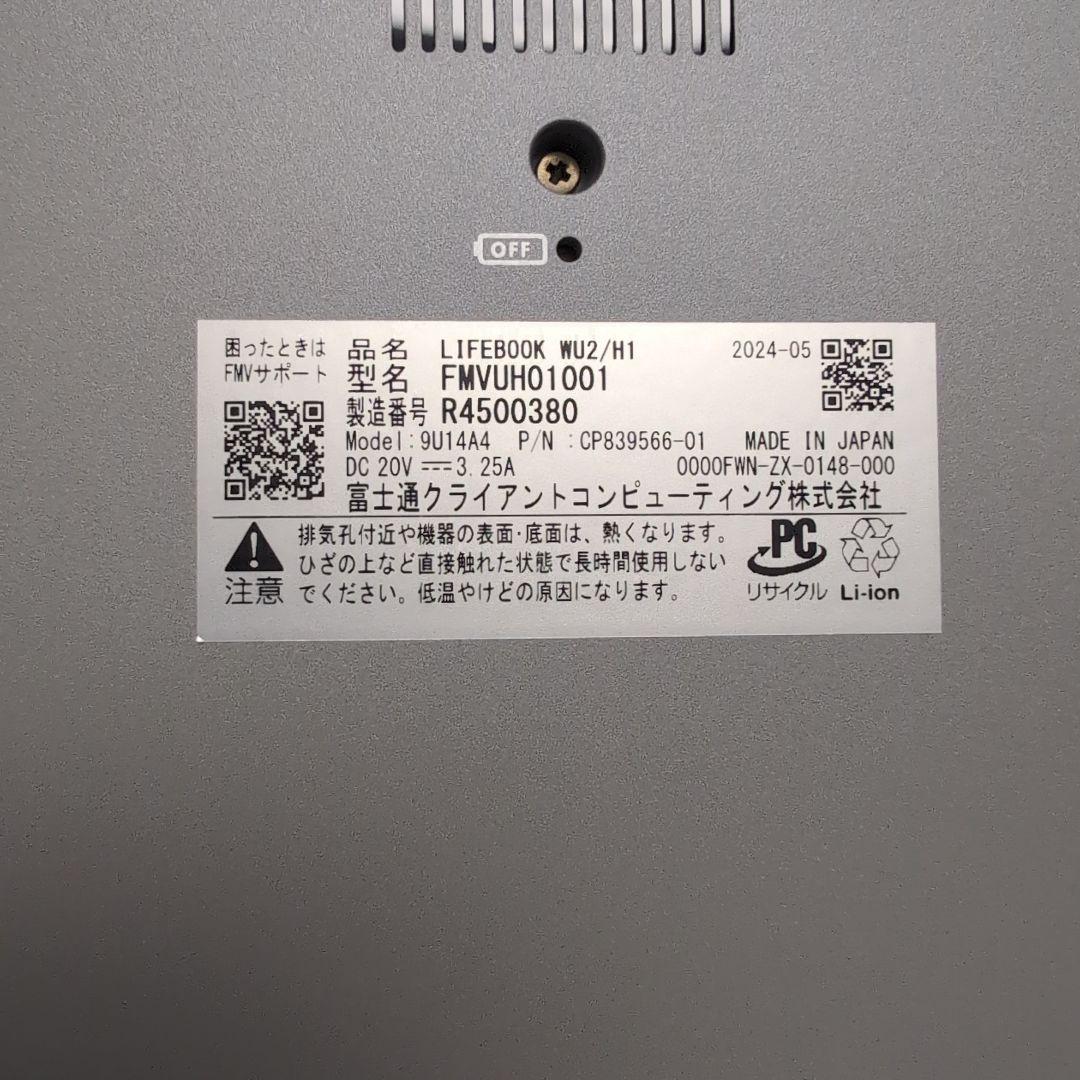 OFF
困ったときは
FMVサポート
品名 LIFEBOOK WU2/H1 2024-05
型名 FMVUH01001
製造番号 R4500380
Model:9U14A4 P/N :CP839566-01 MADE IN JAPAN
DC 20V ⎓ 3.25A 0000FWN-ZX-0148-000
富士通クライアントコンピューティング株式会社
注意
排気孔付近や機器の表面・底面は、熱くなります。
ひざの上など直接触れた状態で長時間使用しない
でください。低温やけどの原因になります。
PC
リサイクル
Li-ion